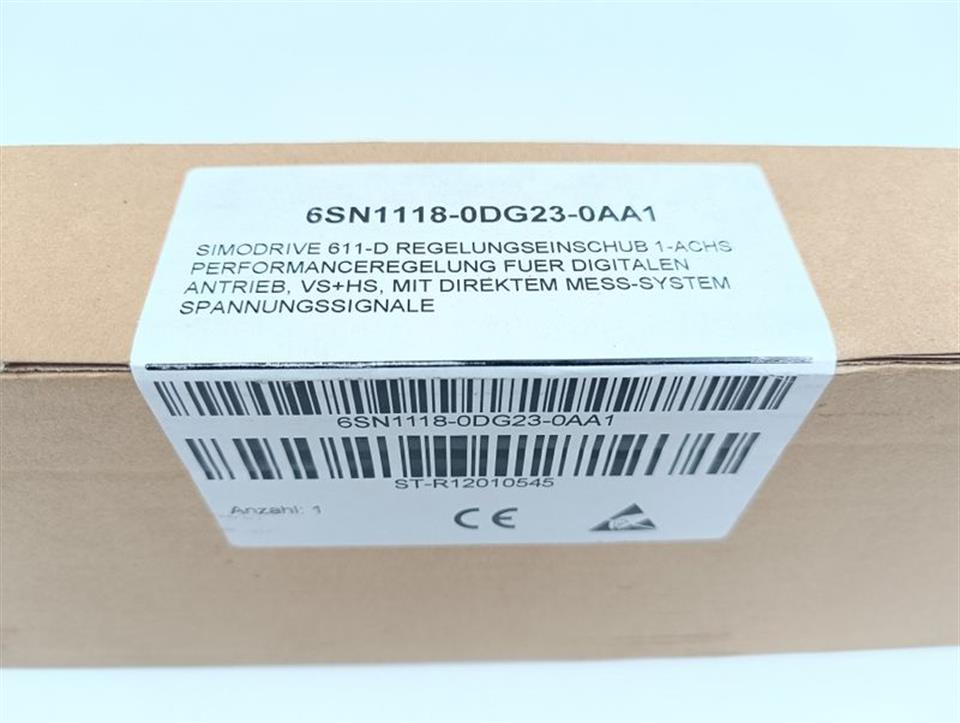 6SN1118-0DG23-0AA1
SIMODRIVE 611-D REGELUNGSEINSCHUB 1-ACHS
PERFORMANCEREGELUNG FUER DIGITALEN
ANTRIEB, VS+HS, MIT DIREKTEM MESS-SYSTEM
SPANNUNGSSIGNALE
6SN1118-0DG23-0AA1
ST-R12010545
Anzahl: 1
CE